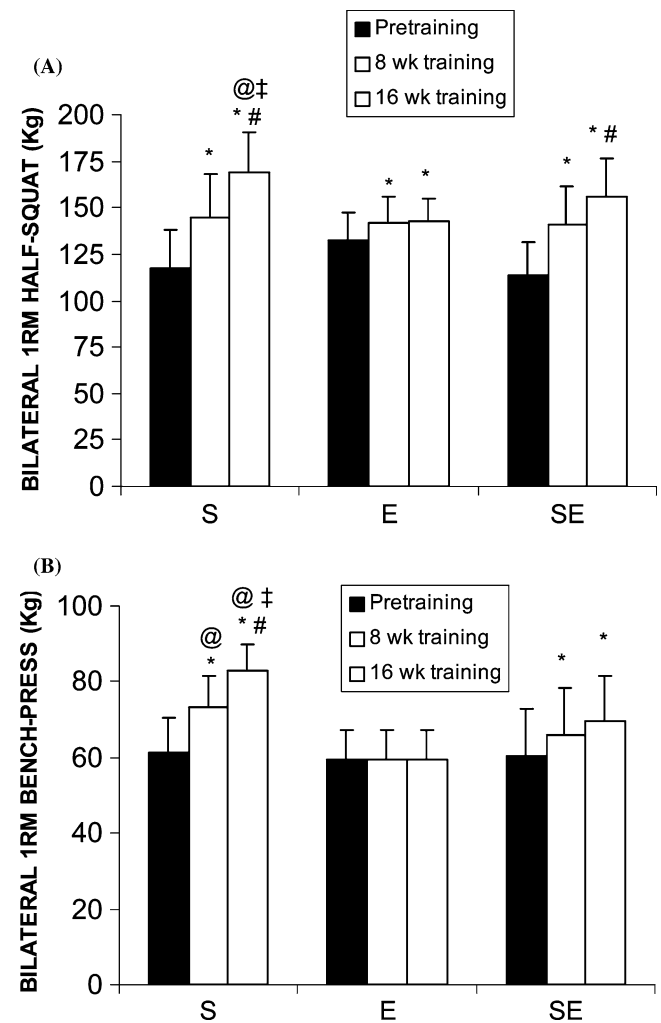 (A)
Pretraining
8 wk training
16 wk training
BILATERAL 1RM HALF-SQUAT (Kg)
200
175
150
125
100
75
50
25
0
*
@‡
* #
*
*
*
* #
S E SE
(B)
Pretraining
8 wk training
16 wk training
BILATERAL 1RM BENCH-PRESS (Kg)
100
80
60
40
20
0
@
*
@ ‡
* #
*
*
S E SE